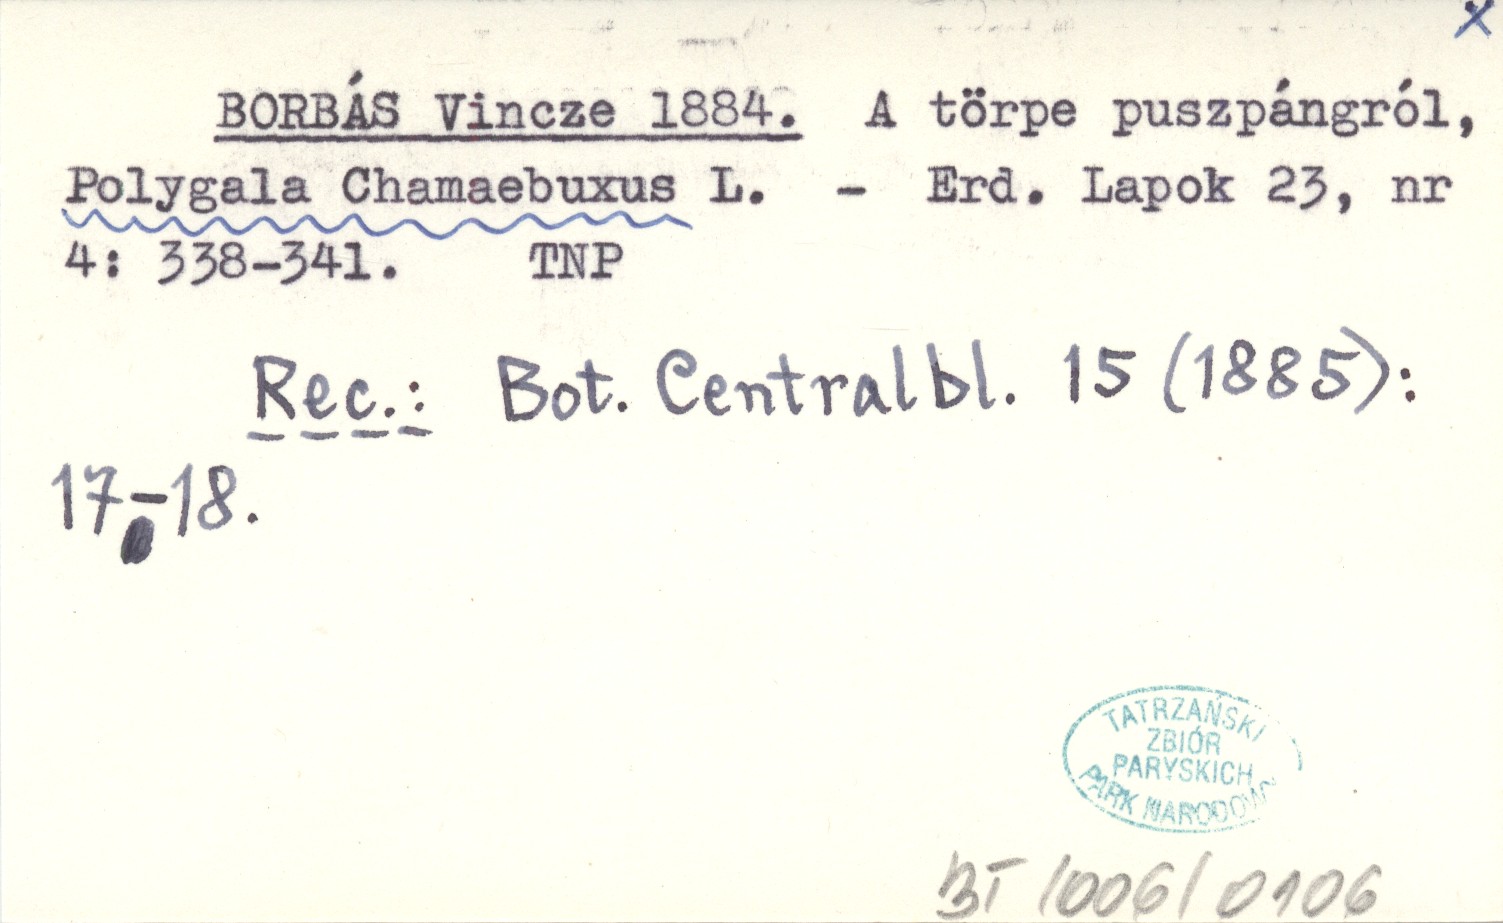 x
BORBÁS Vincze 1884. A törpe puszpángról,
Polygala Chamaebuxus L. - Erd. Lapok 23, nr
4: 338-341. TNP
Rec.: Bot. Centralbl. 15 (1885):
17-18.
TATRZAŃSKI
ZBIÓR
PARYSKICH
PARK NARODOWY
BT/006/0106